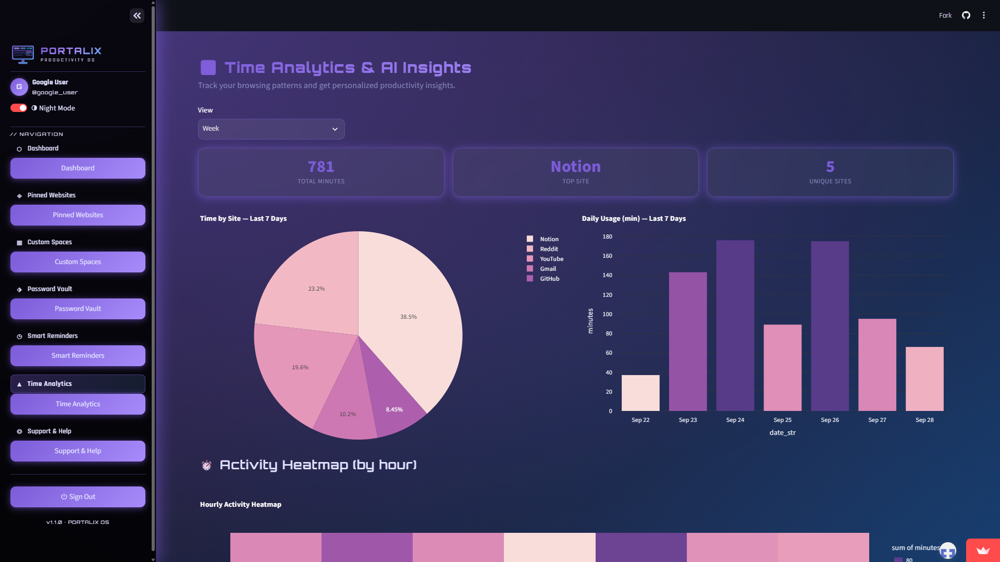 Fork
PORTALIX
PRODUCTIVITY OS
G
Google User
@google_user
Night Mode
// NAVIGATION
Dashboard
Dashboard
Pinned Websites
Pinned Websites
Custom Spaces
Custom Spaces
Password Vault
Password Vault
Smart Reminders
Smart Reminders
Time Analytics
Time Analytics
Support & Help
Support & Help
Sign Out
v1.1.0 · PORTALIX OS
Time Analytics & AI Insights
Track your browsing patterns and get personalized productivity insights.
View
Week
781
TOTAL MINUTES
Notion
TOP SITE
5
UNIQUE SITES
Time by Site — Last 7 Days
38.5%
23.2%
19.6%
10.2%
8.45%
Notion
Reddit
YouTube
Gmail
GitHub
Daily Usage (min) — Last 7 Days
180
160
140
120
100
80
60
40
20
0
minutes
Sep 22
Sep 23
Sep 24
Sep 25
Sep 26
Sep 27
Sep 28
date_str
Activity Heatmap (by hour)
Hourly Activity Heatmap
sum of minutes
80